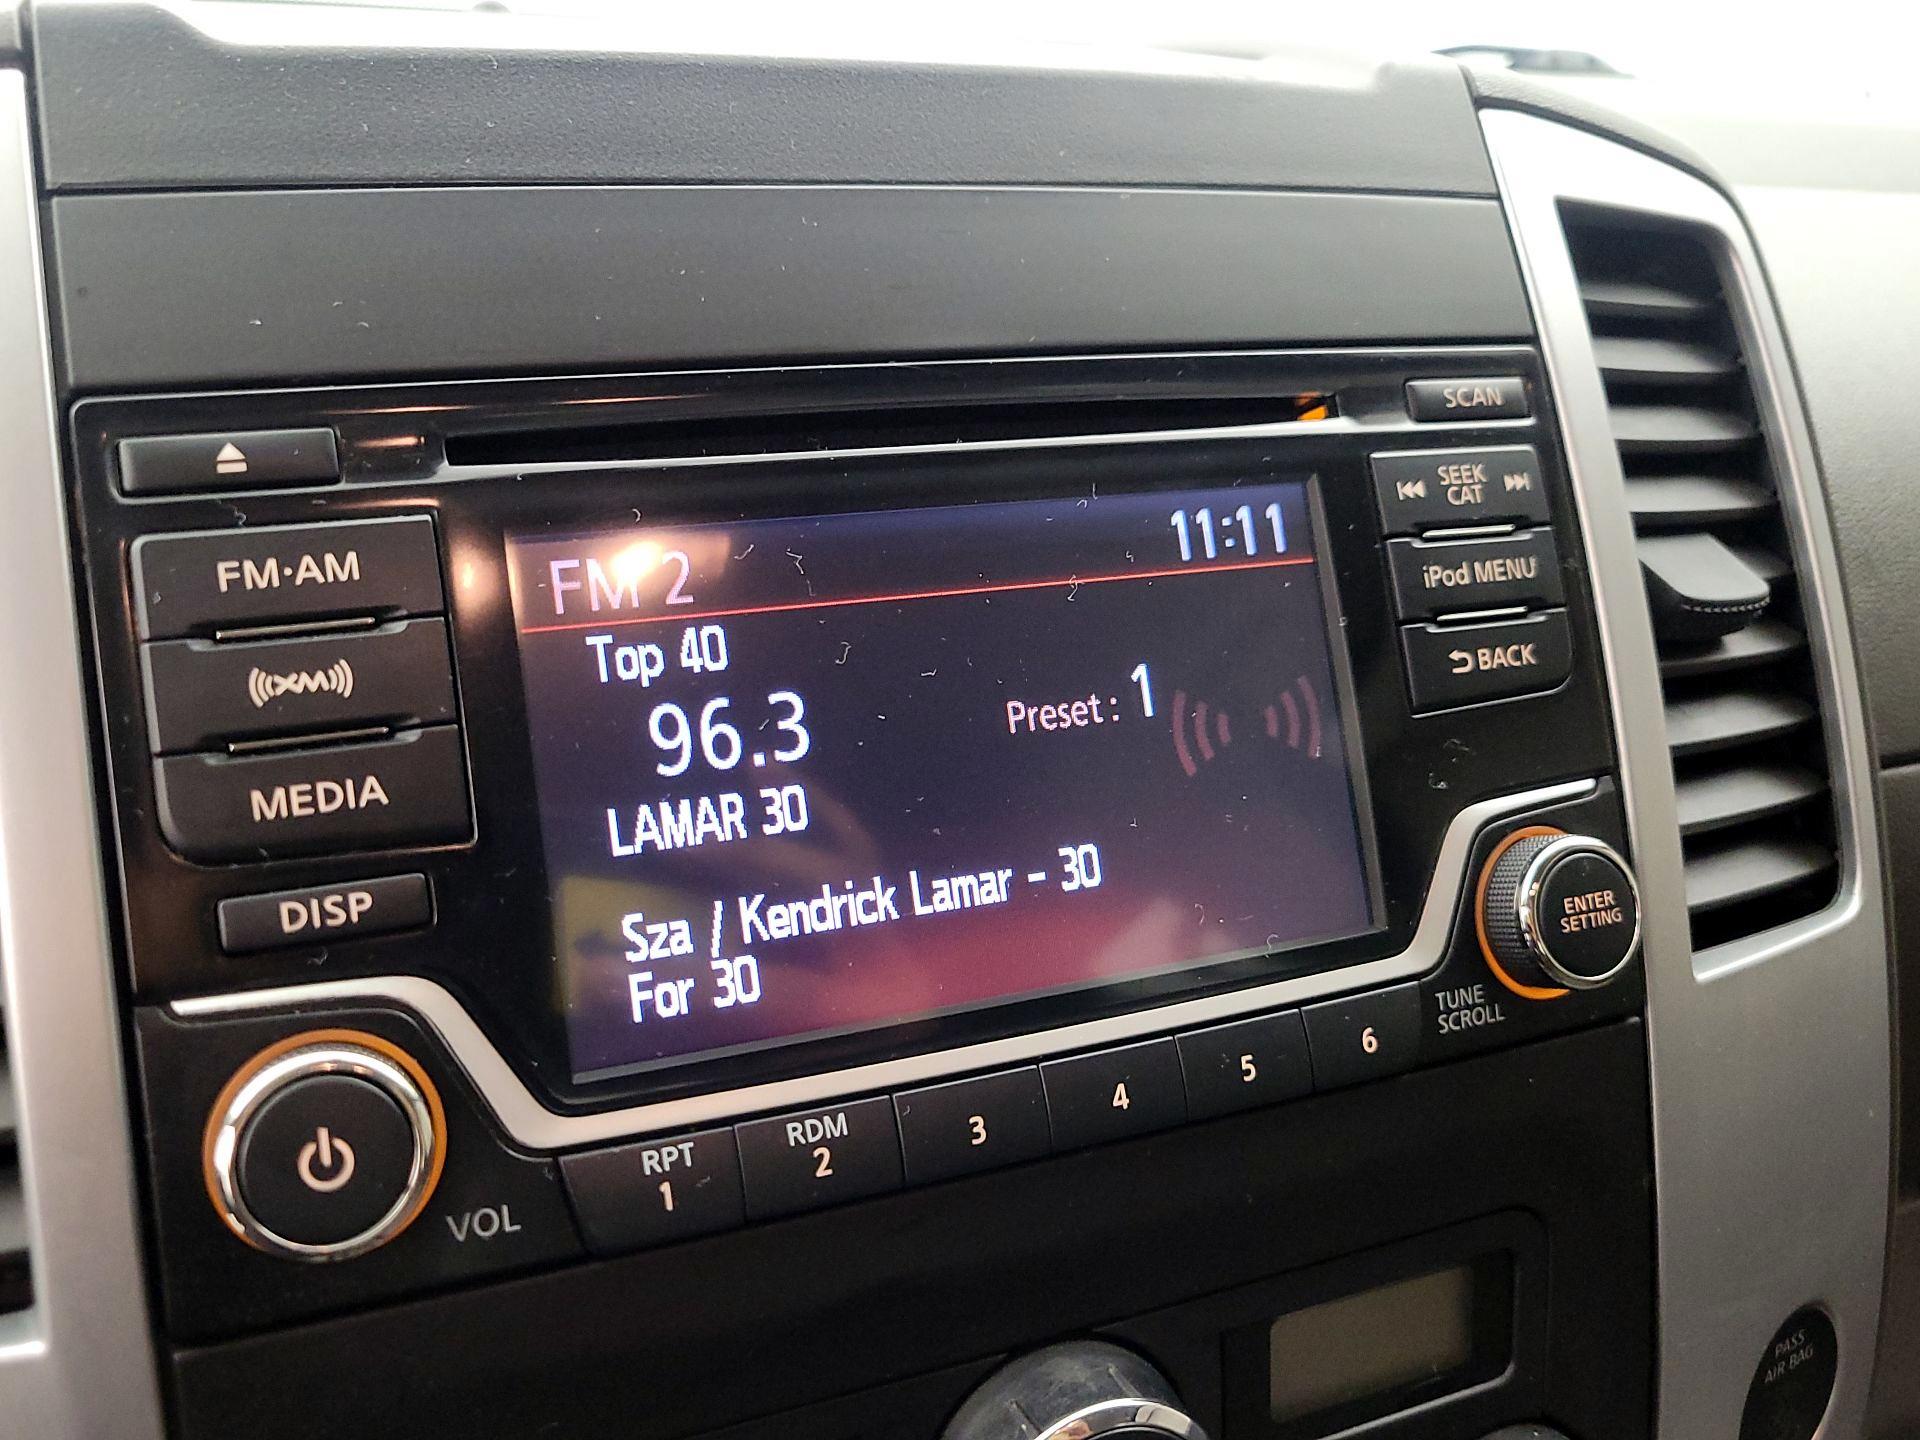 SCAN
SEEK
CAT
FM·AM
FM 2
11:11
iPod MENU
Top 40
XM
BACK
96.3
Preset: 1
MEDIA
LAMAR 30
DISP
Sza / Kendrick Lamar - 30
For 30
ENTER
SETTING
TUNE
SCROLL
VOL
RPT
1
RDM
2
3
4
5
6
PASS
AIR BAG